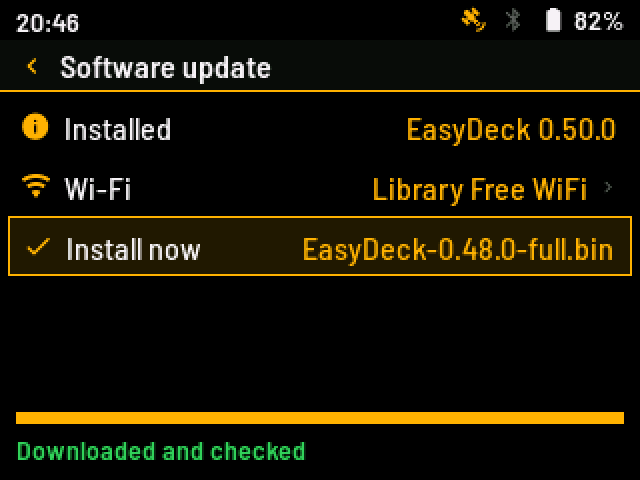 20:46 82%
Software update
Installed EasyDeck 0.50.0
Wi-Fi Library Free WiFi
Install now EasyDeck-0.48.0-full.bin
Downloaded and checked